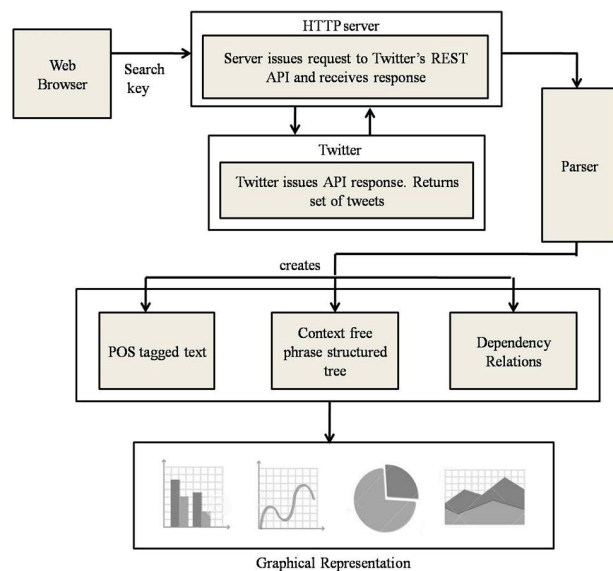 HTTP server
Web
Browser
Search
key
Server issues request to Twitter's REST
API and receives response
Twitter
Twitter issues API response. Returns
set of tweets
Parser
creates
POS tagged text
Context free
phrase structured
tree
Dependency
Relations
Graphical Representation